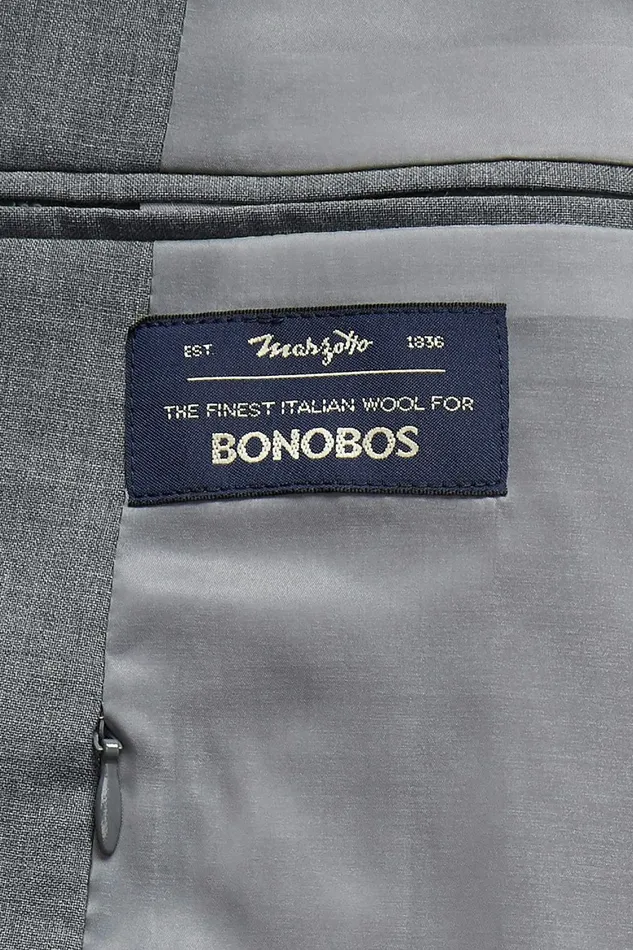 EST. Marzotto 1836
THE FINEST ITALIAN WOOL FOR
BONOBOS